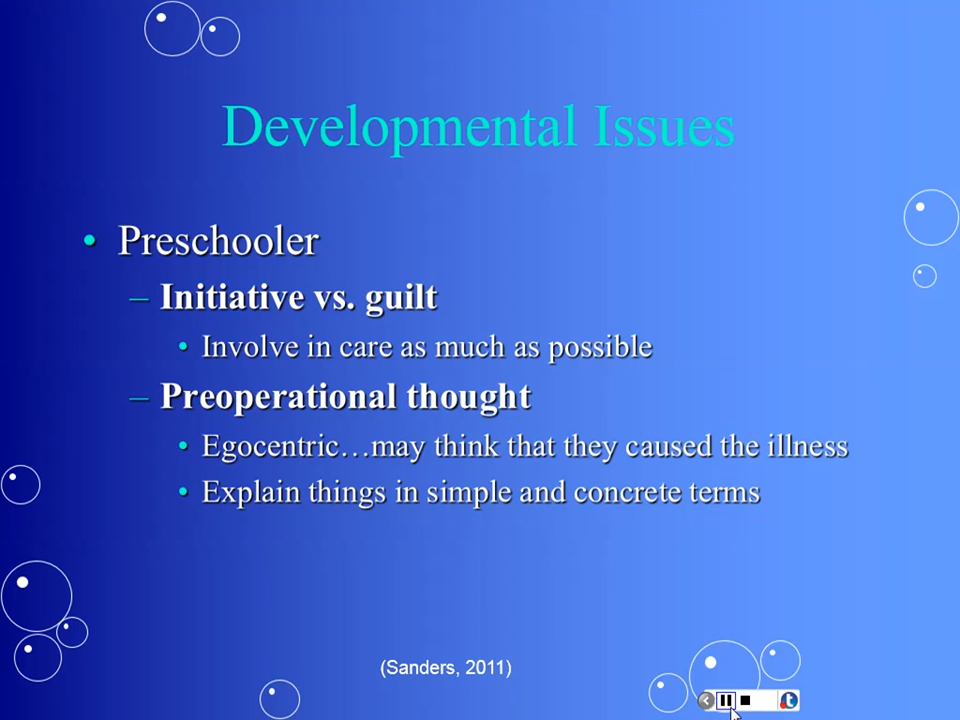 Developmental Issues
• Preschooler
– Initiative vs. guilt
• Involve in care as much as possible
– Preoperational thought
• Egocentric…may think that they caused the illness
• Explain things in simple and concrete terms
(Sanders, 2011)
t